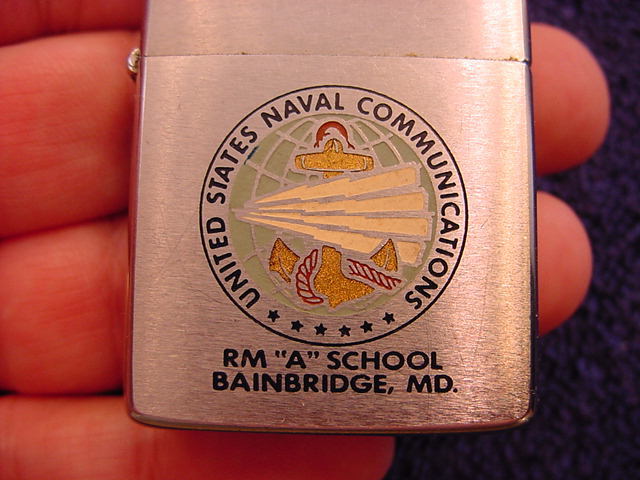 UNITED STATES NAVAL COMMUNICATIONS
RM "A" SCHOOL
BAINBRIDGE, MD.